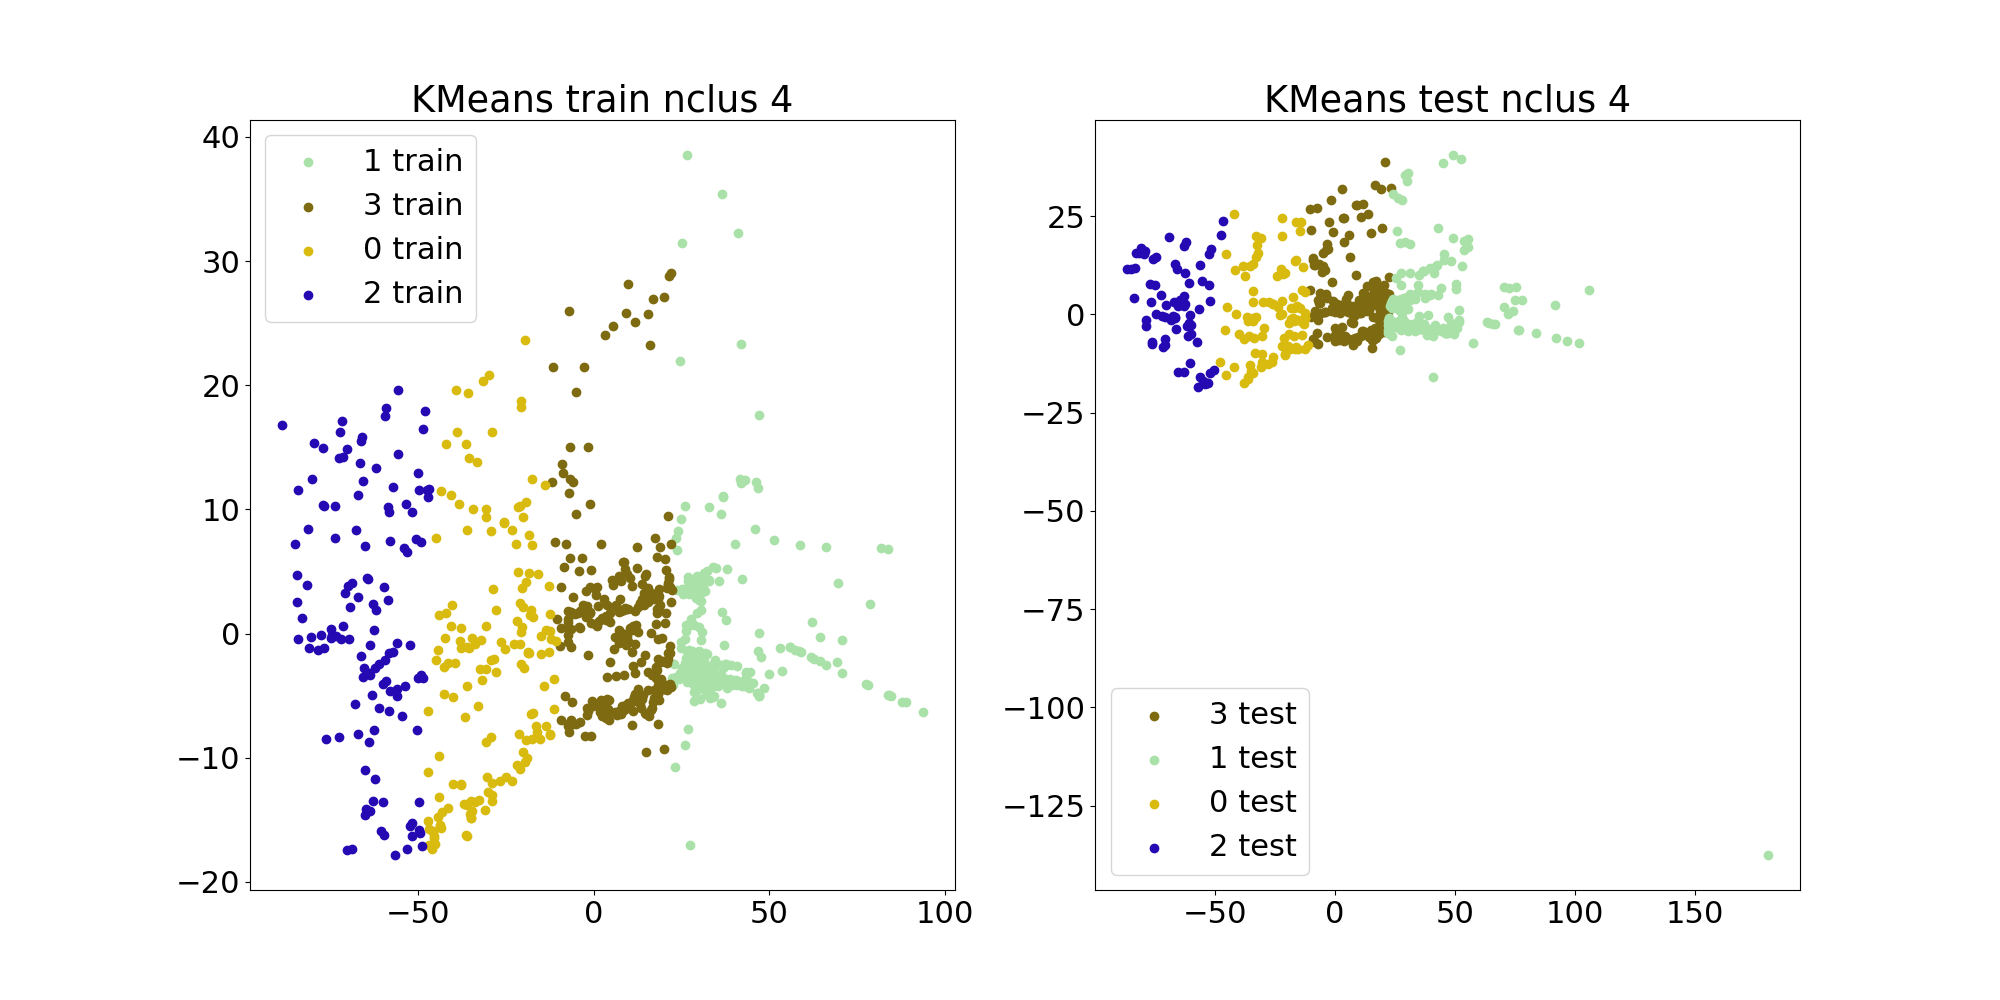 KMeans train nclus 4
40
30
20
10
0
−10
−20
1 train
3 train
0 train
2 train
−50
0
50
100
KMeans test nclus 4
25
0
−25
−50
−75
−100
−125
3 test
1 test
0 test
2 test
−50
0
50
100
150